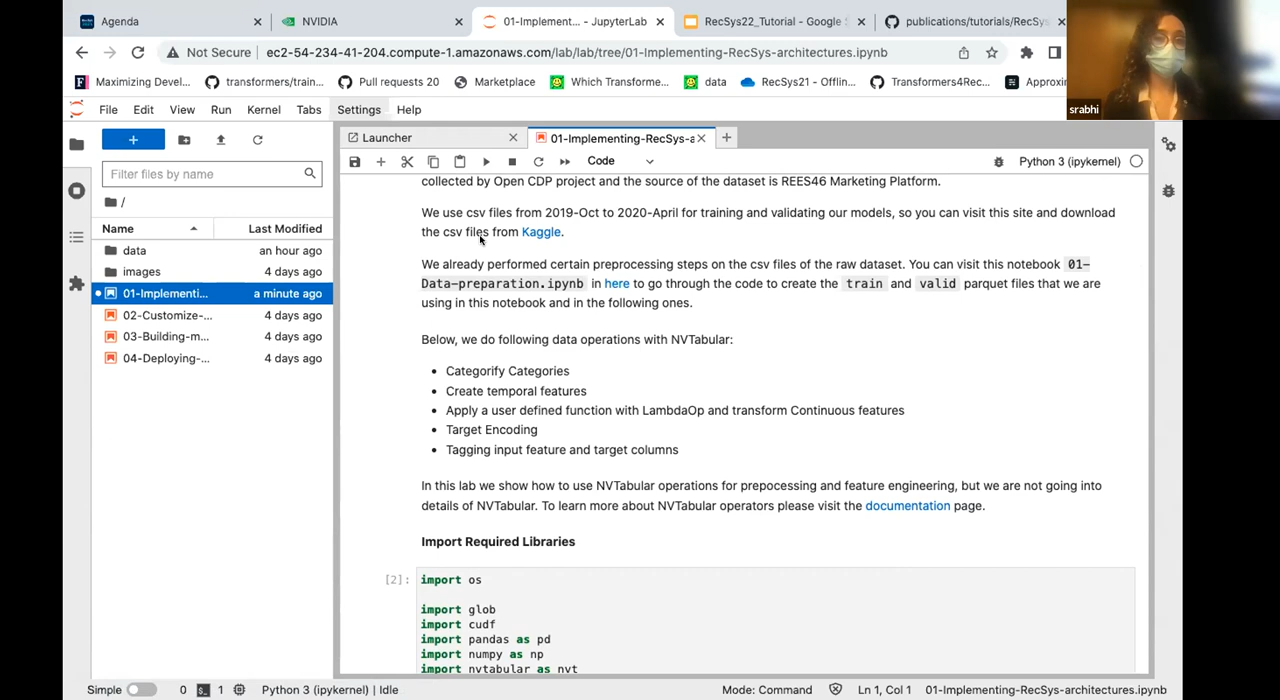 Agenda
NVIDIA
01-Implement... - JupyterLab
RecSys22_Tutorial - Google S
publications/tutorials/RecSys
Not Secure | ec2-54-234-41-204.compute-1.amazonaws.com/lab/lab/tree/01-Implementing-RecSys-architectures.ipynb
Maximizing Devel...
transformers/train...
Pull requests 20
Marketplace
Which Transforme...
data
RecSys21 - Offlin...
Transformers4Rec...
Approxin
srabhi
File Edit View Run Kernel Tabs Settings Help
Launcher
01-Implementing-RecSys-a
Filter files by name
Code
Python 3 (ipykernel)
/
Name Last Modified
data an hour ago
images 4 days ago
01-Implementi... a minute ago
02-Customize-... 4 days ago
03-Building-m... 4 days ago
04-Deploying-... 4 days ago
collected by Open CDP project and the source of the dataset is REES46 Marketing Platform.
We use csv files from 2019-Oct to 2020-April for training and validating our models, so you can visit this site and download
the csv files from Kaggle.
We already performed certain preprocessing steps on the csv files of the raw dataset. You can visit this notebook 01-
Data-preparation.ipynb in here to go through the code to create the train and valid parquet files that we are
using in this notebook and in the following ones.
Below, we do following data operations with NVTabular:
• Categorify Categories
• Create temporal features
• Apply a user defined function with LambdaOp and transform Continuous features
• Target Encoding
• Tagging input feature and target columns
In this lab we show how to use NVTabular operations for prepocessing and feature engineering, but we are not going into
details of NVTabular. To learn more about NVTabular operators please visit the documentation page.
Import Required Libraries
[2]: import os
import glob
import cudf
import pandas as pd
import numpy as np
import nvtabular as nvt
Simple 0 1 Python 3 (ipykernel) | Idle
Mode: Command Ln 1, Col 1 01-Implementing-RecSys-architectures.ipynb